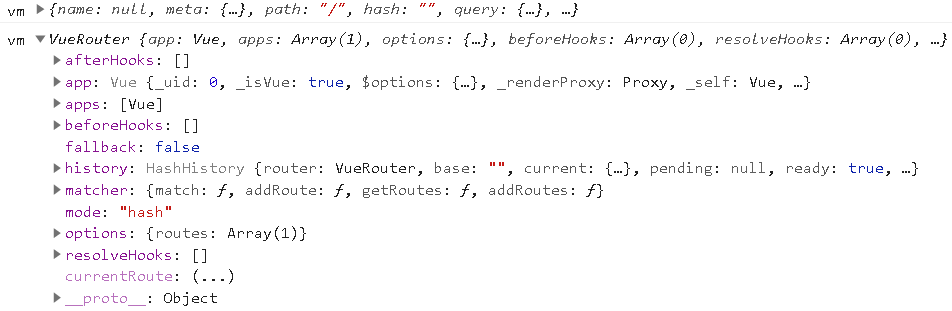 vm ▶{name: null, meta: {…}, path: "/", hash: "", query: {…}, …}
vm ▼VueRouter {app: Vue, apps: Array(1), options: {…}, beforeHooks: Array(0), resolveHooks: Array(0), …}
▶afterHooks: []
▶app: Vue {_uid: 0, _isVue: true, $options: {…}, _renderProxy: Proxy, _self: Vue, …}
▶apps: [Vue]
▶beforeHooks: []
fallback: false
▶history: HashHistory {router: VueRouter, base: "", current: {…}, pending: null, ready: true, …}
▶matcher: {match: ƒ, addRoute: ƒ, getRoutes: ƒ, addRoutes: ƒ}
mode: "hash"
▶options: {routes: Array(1)}
▶resolveHooks: []
currentRoute: (...)
▶__proto__: Object